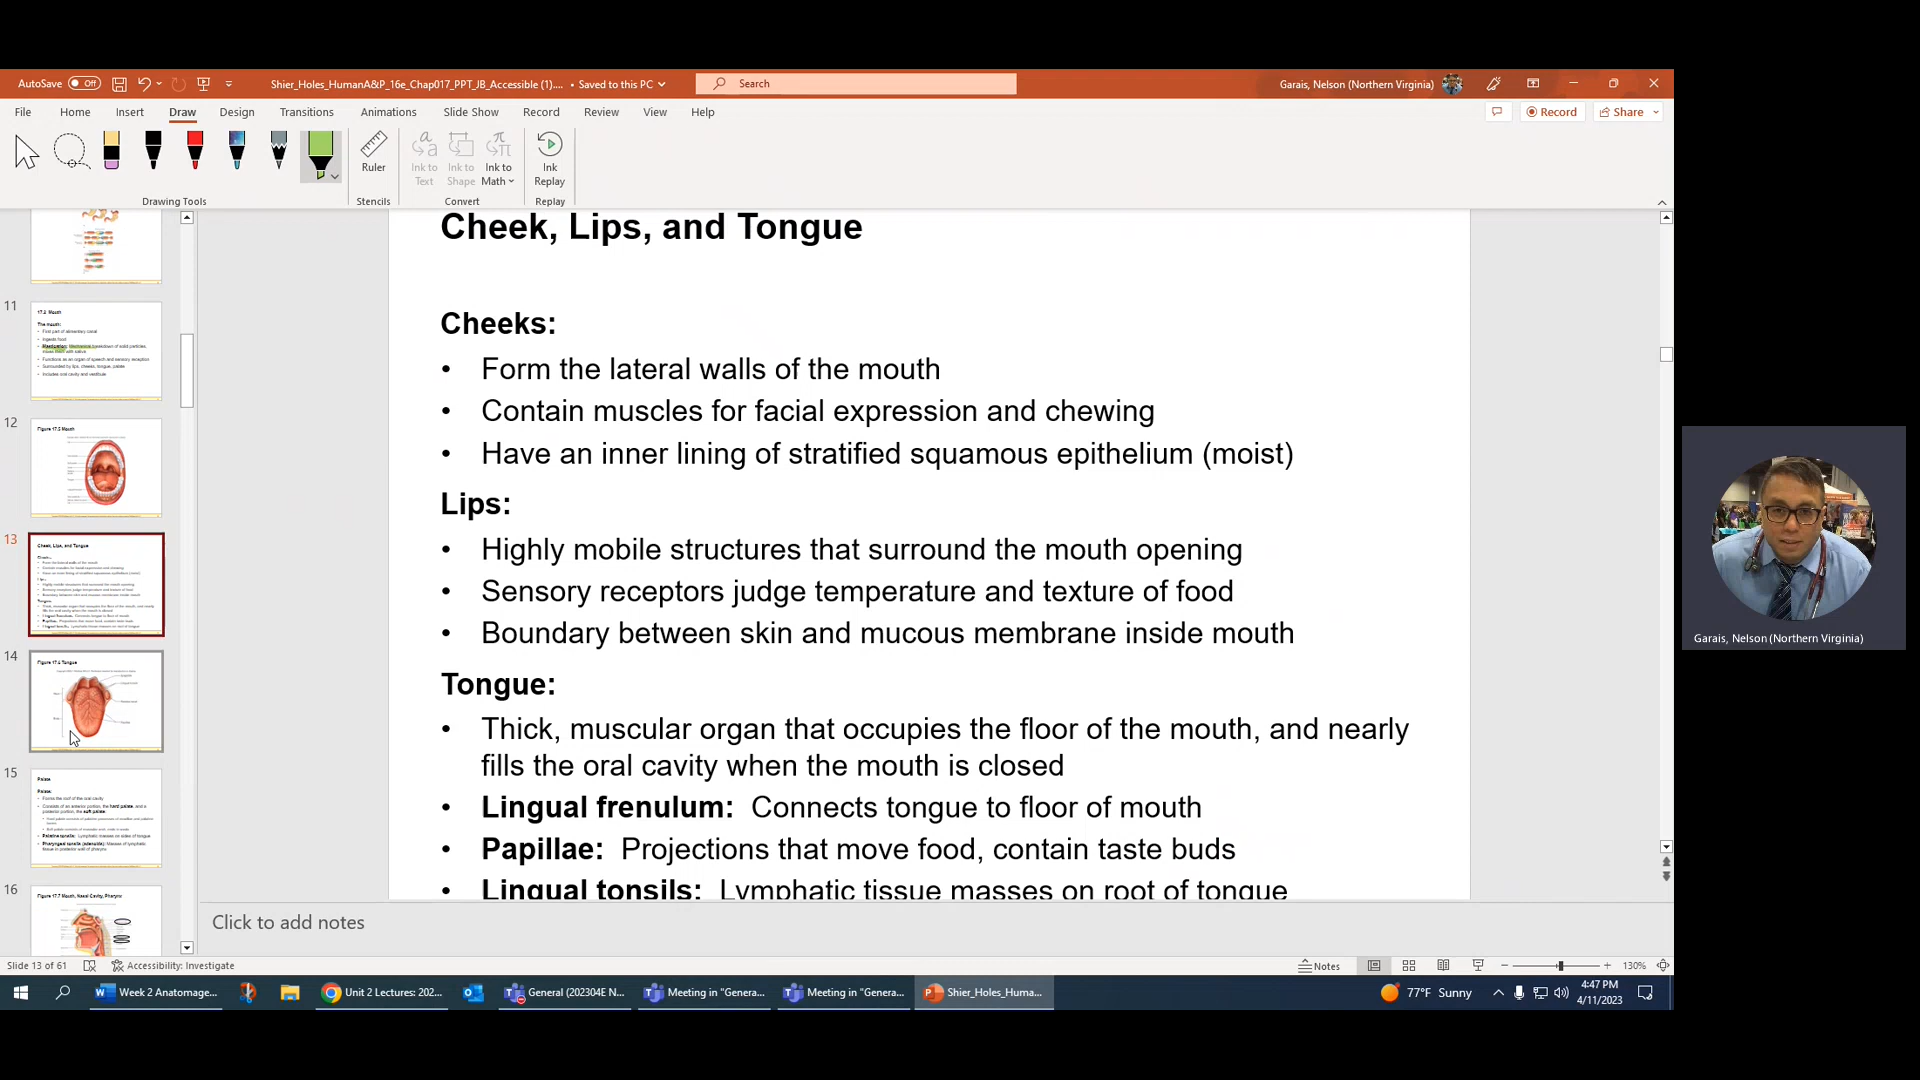 AutoSave Off
Shier_Holes_HumanA&P_16e_Chap017_PPT_JB_Accessible (1).... • Saved to this PC
Search
Garais, Nelson (Northern Virginia)
File Home Insert Draw Design Transitions Animations Slide Show Record Review View Help
Record Share
Ruler
Ink to Text
Ink to Shape
Ink to Math
Ink Replay
Drawing Tools Stencils Convert Replay
11
17.2 Mouth
The mouth:
12
Figure 17.5 Mouth
13
Cheek, Lips, and Tongue
14
Figure 17.6 Tongue
15
Palate
Palate:
16
Figure 17.7 Mouth, Nasal Cavity, Pharynx
Cheek, Lips, and Tongue
Cheeks:
• Form the lateral walls of the mouth
• Contain muscles for facial expression and chewing
• Have an inner lining of stratified squamous epithelium (moist)
Lips:
• Highly mobile structures that surround the mouth opening
• Sensory receptors judge temperature and texture of food
• Boundary between skin and mucous membrane inside mouth
Tongue:
• Thick, muscular organ that occupies the floor of the mouth, and nearly
fills the oral cavity when the mouth is closed
• Lingual frenulum: Connects tongue to floor of mouth
• Papillae: Projections that move food, contain taste buds
• Lingual tonsils: Lymphatic tissue masses on root of tongue
Click to add notes
Slide 13 of 61 Accessibility: Investigate
Notes
130%
Week 2 Anatomage...
Unit 2 Lectures: 202...
General (202304E N...
Meeting in "Genera...
Meeting in "Genera...
Shier_Holes_Huma...
77°F Sunny
4:47 PM
4/11/2023
Garais, Nelson (Northern Virginia)